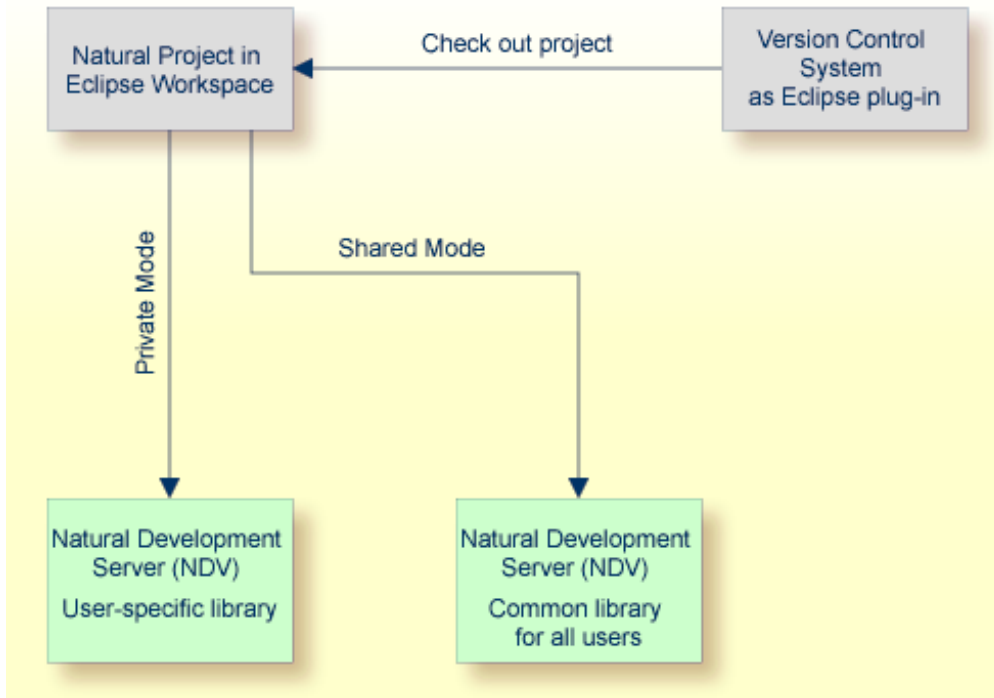 Natural Project in
Eclipse Workspace
Check out project
Version Control
System
as Eclipse plug-in
Private Mode
Shared Mode
Natural Development
Server (NDV)
User-specific library
Natural Development
Server (NDV)
Common library
for all users